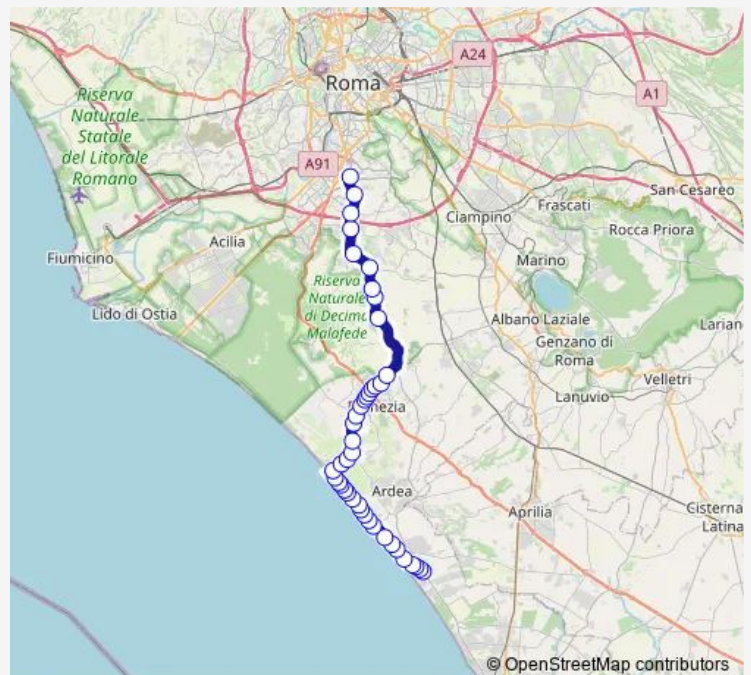 Roma
A24
A1
Riserva
Naturale
Statale
del Litorale
Romano
A91
San Cesareo
Ciampino
Frascati
Rocca Priora
Acilia
Fiumicino
Marino
Lido di Ostia
Riserva
Naturale
di Decima
Malafede
Albano Laziale
Genzano di
Roma
Larian
Velletri
Lanuvio
Ardea
Aprilia
Cisterna
Latina
© OpenStreetMap contributors